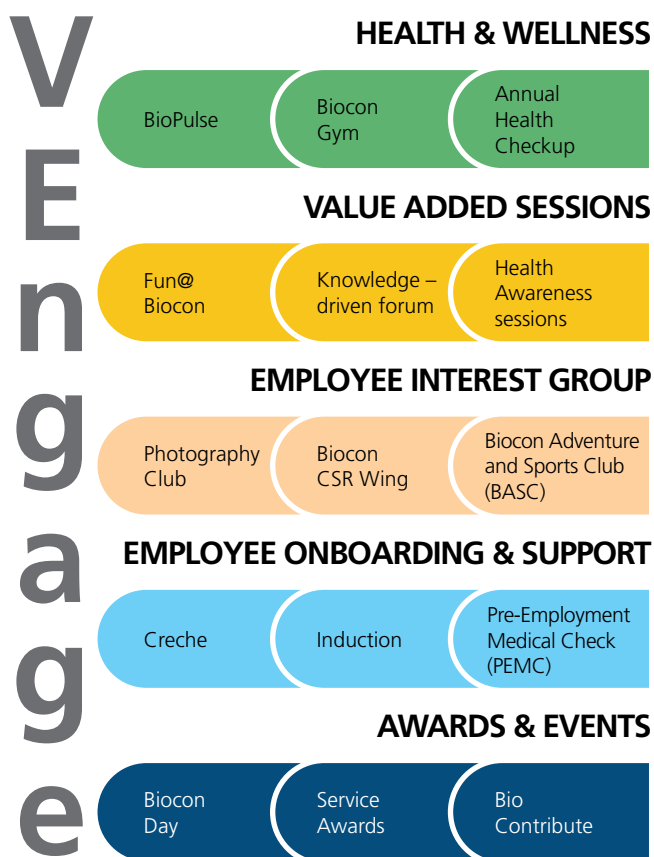 VEngage
HEALTH & WELLNESS
BioPulse
Biocon
Gym
Annual
Health
Checkup
VALUE ADDED SESSIONS
Fun@
Biocon
Knowledge –
driven forum
Health
Awareness
sessions
EMPLOYEE INTEREST GROUP
Photography
Club
Biocon
CSR Wing
Biocon Adventure
and Sports Club
(BASC)
EMPLOYEE ONBOARDING & SUPPORT
Creche
Induction
Pre-Employment
Medical Check
(PEMC)
AWARDS & EVENTS
Biocon
Day
Service
Awards
Bio
Contribute